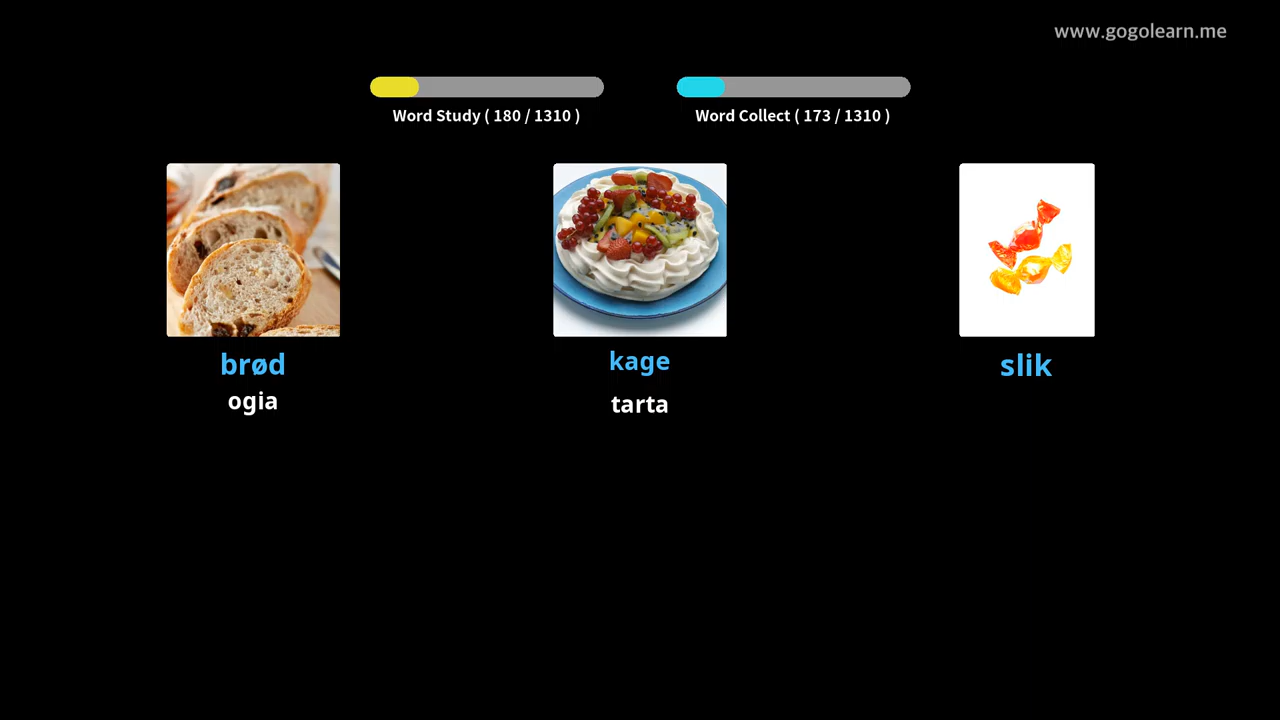 www.gogolearn.me
Word Study ( 180 / 1310 )
Word Collect ( 173 / 1310 )
brød
kage
slik
ogia
tarta